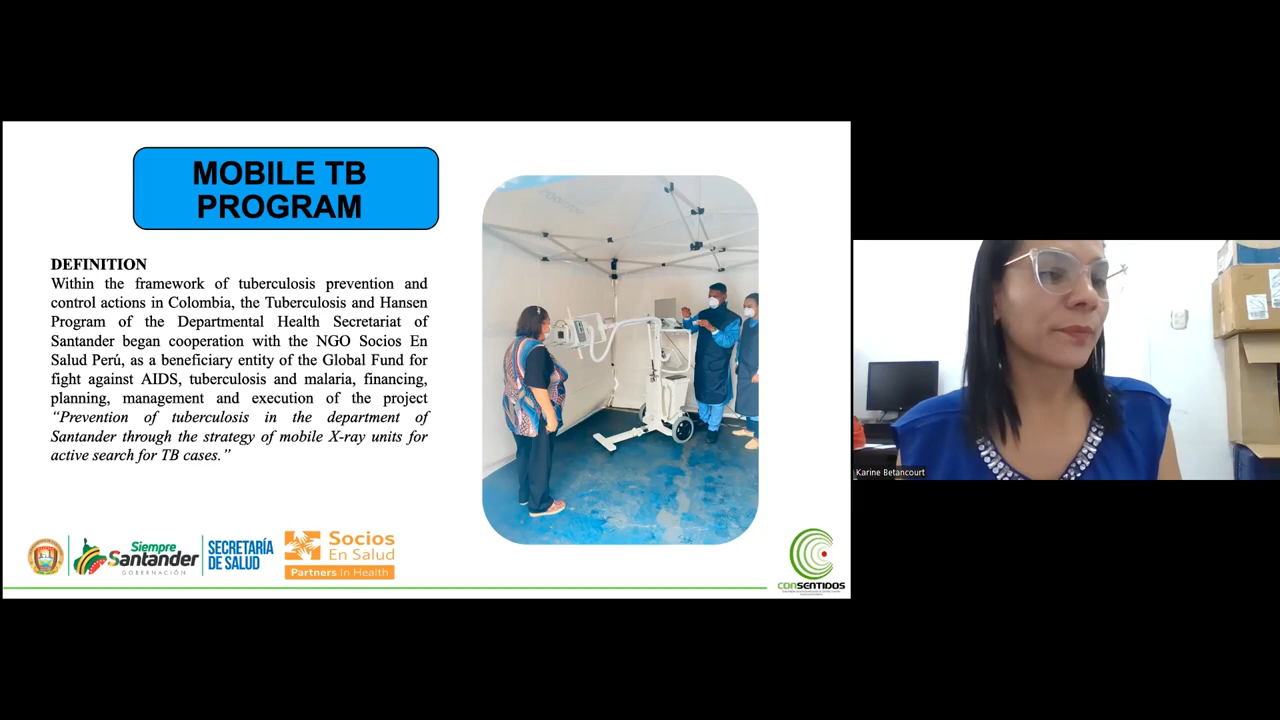 MOBILE TB
PROGRAM
DEFINITION
Within the framework of tuberculosis prevention and
control actions in Colombia, the Tuberculosis and Hansen
Program of the Departmental Health Secretariat of
Santander began cooperation with the NGO Socios En
Salud Perú, as a beneficiary entity of the Global Fund for
fight against AIDS, tuberculosis and malaria, financing,
planning, management and execution of the project
“Prevention of tuberculosis in the department of
Santander through the strategy of mobile X-ray units for
active search for TB cases.”
Siempre
Santander
GOBERNACIÓN
SECRETARÍA
DE SALUD
Socios
En Salud
Partners In Health
CONSENTIDOS
Karine Betancourt